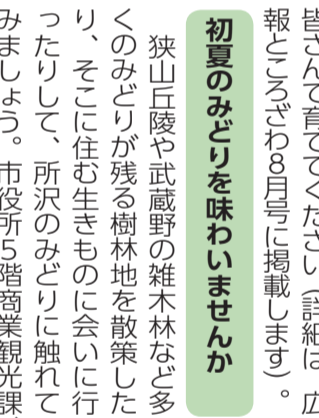 皆さんで育ててください（詳細は、広
報ところざわ8月号に掲載します）。
初夏のみどりを味わいませんか
狭山丘陵や武蔵野の雑木林など多
くのみどりが残る樹林地を散策した
り、そこに住む生きものに会いに行
ったりして、所沢のみどりに触れて
みましょう。市役所5階商業観光課